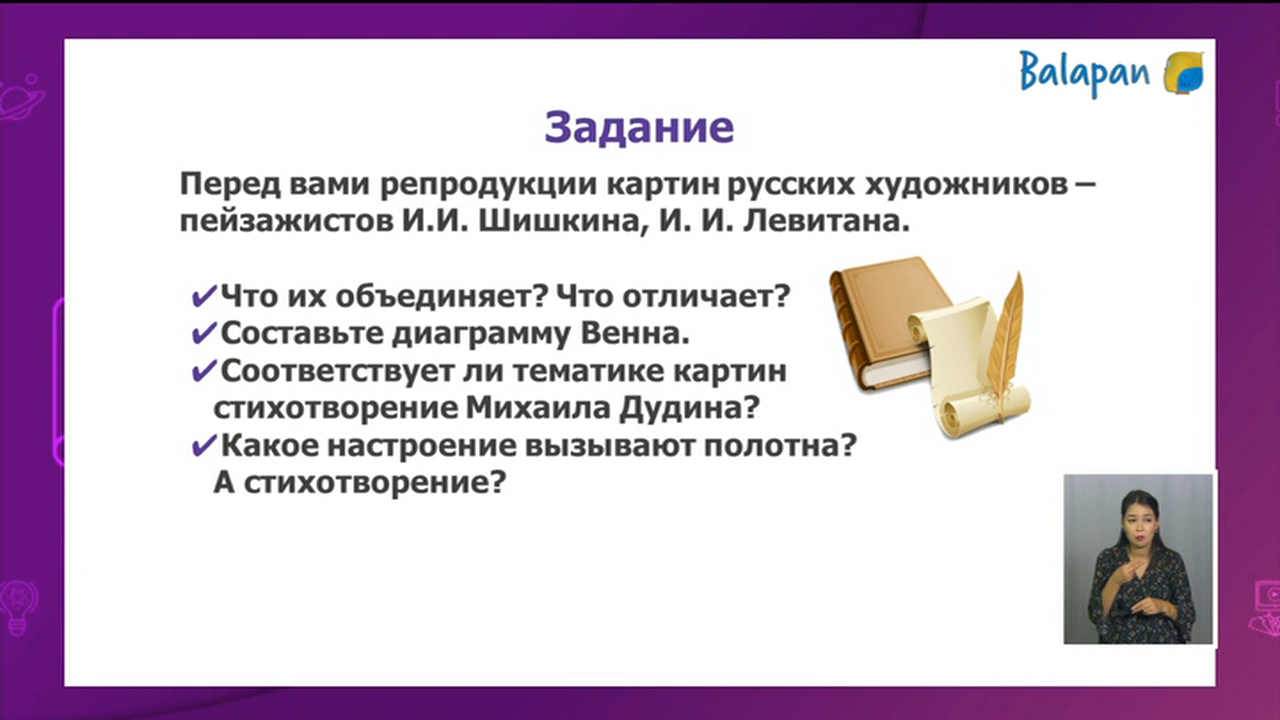 Balapan
Задание
Перед вами репродукции картин русских художников –
пейзажистов И.И. Шишкина, И. И. Левитана.
✔Что их объединяет? Что отличает?
✔Составьте диаграмму Венна.
✔Соответствует ли тематике картин
стихотворение Михаила Дудина?
✔Какое настроение вызывают полотна?
А стихотворение?